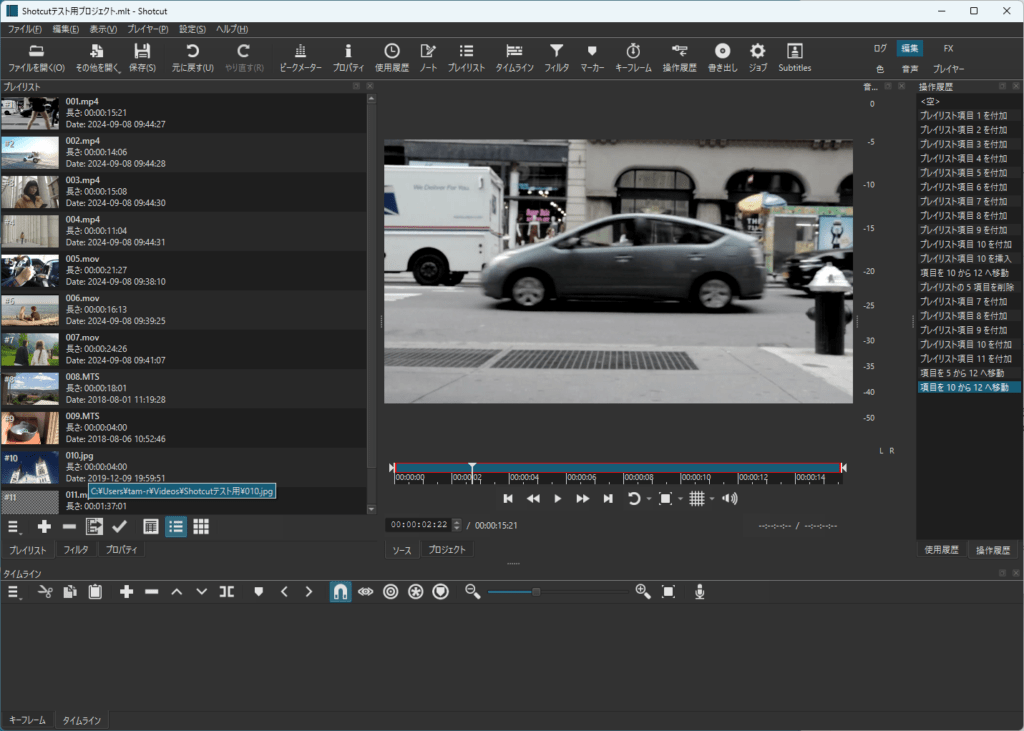 Shotcutテスト用プロジェクト.mlt - Shotcut
ファイル(F) 編集(E) 表示(V) プレイヤー(P) 設定(S) ヘルプ(H)
ファイルを開く(O) その他を開く 保存(S) 元に戻す(U) やり直す(R) ピークメーター プロパティ 使用履歴 ノート プレイリスト タイムライン フィルタ マーカー キーフレーム 操作履歴 書き出し ジョブ Subtitles
ログ 編集 FX
色 音声 プレイヤー
プレイリスト
#1
001.mp4
長さ: 00:00:15:21
Date: 2024-09-08 09:44:27
#2
002.mp4
長さ: 00:00:14:06
Date: 2024-09-08 09:44:28
003.mp4
長さ: 00:00:15:08
Date: 2024-09-08 09:44:30
004.mp4
長さ: 00:00:11:04
Date: 2024-09-08 09:44:31
005.mov
長さ: 00:00:21:27
Date: 2024-09-08 09:38:10
#6
006.mov
長さ: 00:00:16:13
Date: 2024-09-08 09:39:25
#7
007.mov
長さ: 00:00:24:26
Date: 2024-09-08 09:41:07
#8
008.MTS
長さ: 00:00:18:01
Date: 2018-08-01 11:19:28
#9
009.MTS
長さ: 00:00:04:00
Date: 2018-08-06 10:52:46
#10
010.jpg
長さ: 00:00:04:00
Date: 2019-12-09 19:59:51
#11
011.m
C:¥Users¥tam-r¥Videos¥Shotcutテスト用¥010.jpg
長さ: 00:01:37:01
プレイリスト フィルタ プロパティ
We Deliver For You
00:00:00 00:00:02 00:00:04 00:00:06 00:00:08 00:00:10 00:00:12 00:00:14
00:00:02:22 / 00:00:15:21
--:--:--:-- / --:--:--:--
ソース プロジェクト
音...
0
-5
-10
-15
-20
-25
-30
-35
-40
-50
L R
操作履歴
<空>
プレイリスト項目 1 を付加
プレイリスト項目 2 を付加
プレイリスト項目 3 を付加
プレイリスト項目 4 を付加
プレイリスト項目 5 を付加
プレイリスト項目 6 を付加
プレイリスト項目 7 を付加
プレイリスト項目 8 を付加
プレイリスト項目 9 を付加
プレイリスト項目 10 を付加
プレイリスト項目 10 を挿入
項目を 10 から 12 へ移動
プレイリストの 5 項目を削除
プレイリスト項目 7 を付加
プレイリスト項目 8 を付加
プレイリスト項目 9 を付加
プレイリスト項目 10 を付加
プレイリスト項目 11 を付加
項目を 5 から 12 へ移動
項目を 10 から 12 へ移動
使用履歴 操作履歴
タイムライン
キーフレーム タイムライン